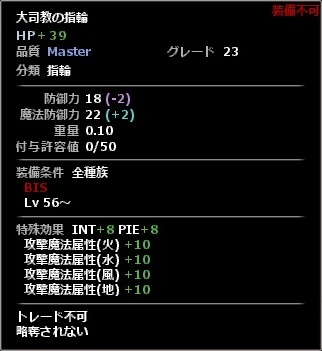 大司教の指輪 装備不可
HP+39
品質 Master グレード 23
分類 指輪
防御力 18 (-2)
魔法防御力 22 (+2)
重量 0.10
付与許容値 0/50
装備条件 全種族
BIS
Lv 56～
特殊効果 INT+8 PIE+8
攻撃魔法属性(火) +10
攻撃魔法属性(水) +10
攻撃魔法属性(風) +10
攻撃魔法属性(地) +10
トレード不可
略奪されない